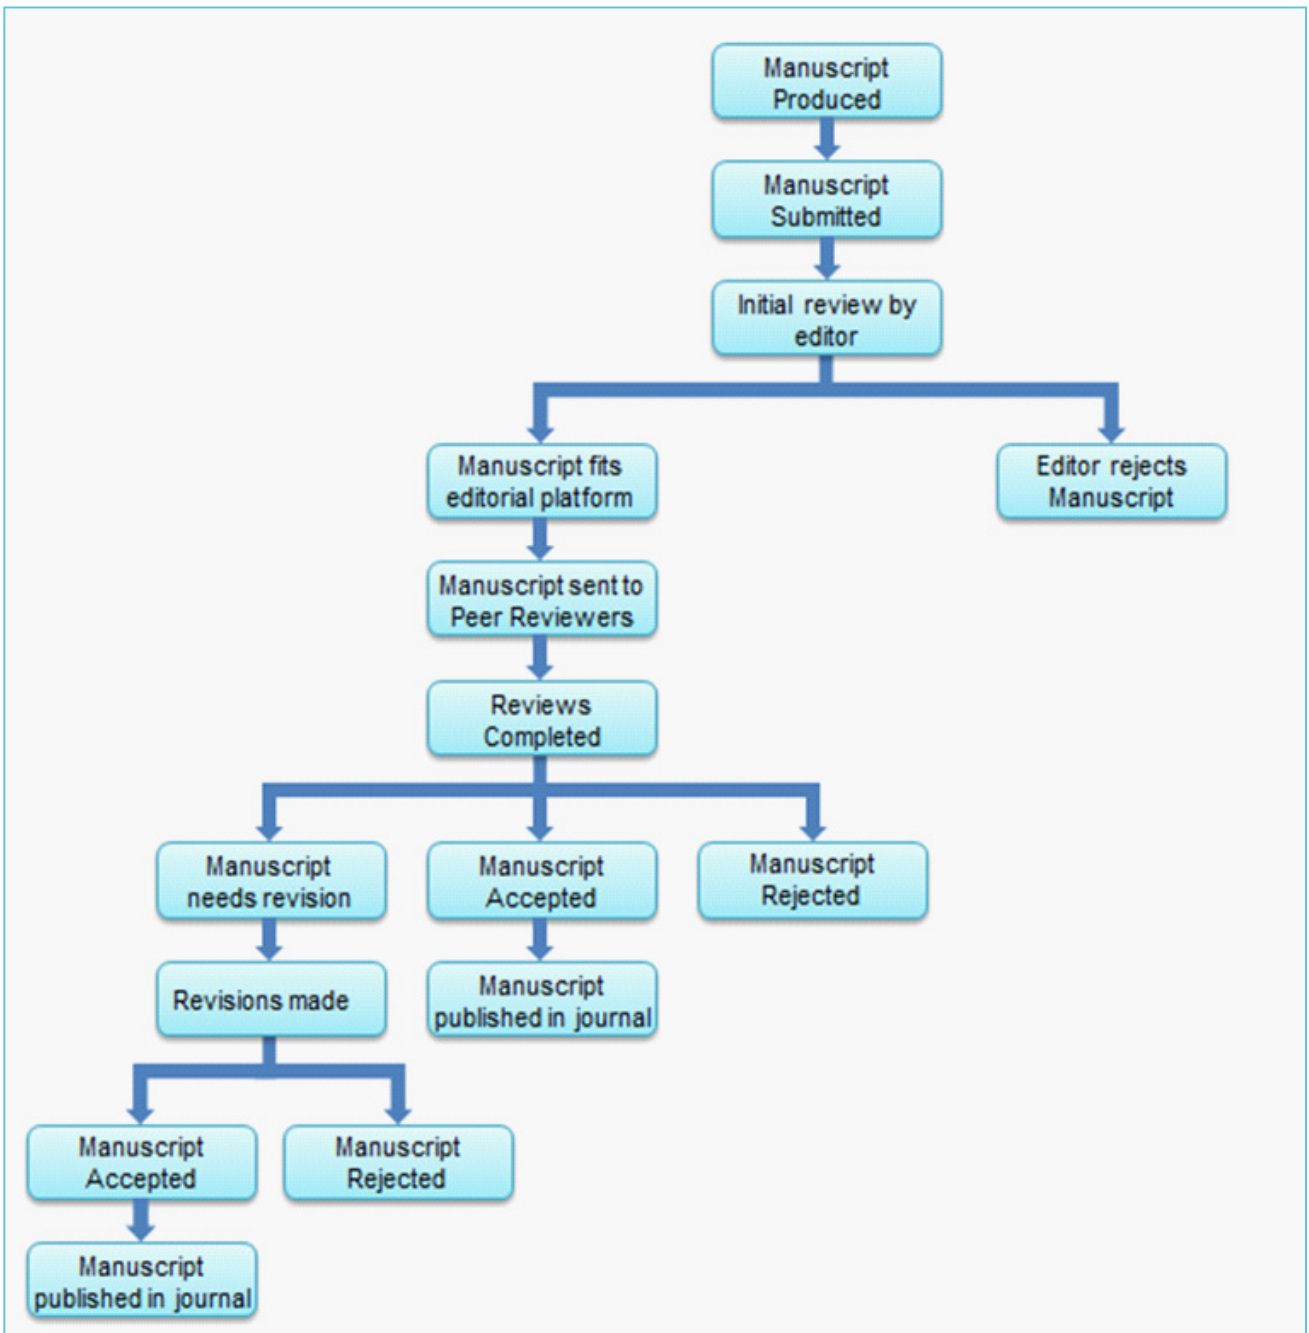 Manuscript
Produced
Manuscript
Submitted
Initial review by
editor
Manuscript fits
editorial platform
Editor rejects
Manuscript
Manuscript sent to
Peer Reviewers
Reviews
Completed
Manuscript
needs revision
Manuscript
Accepted
Manuscript
Rejected
Revisions made
Manuscript
published in journal
Manuscript
Accepted
Manuscript
Rejected
Manuscript
published in journal